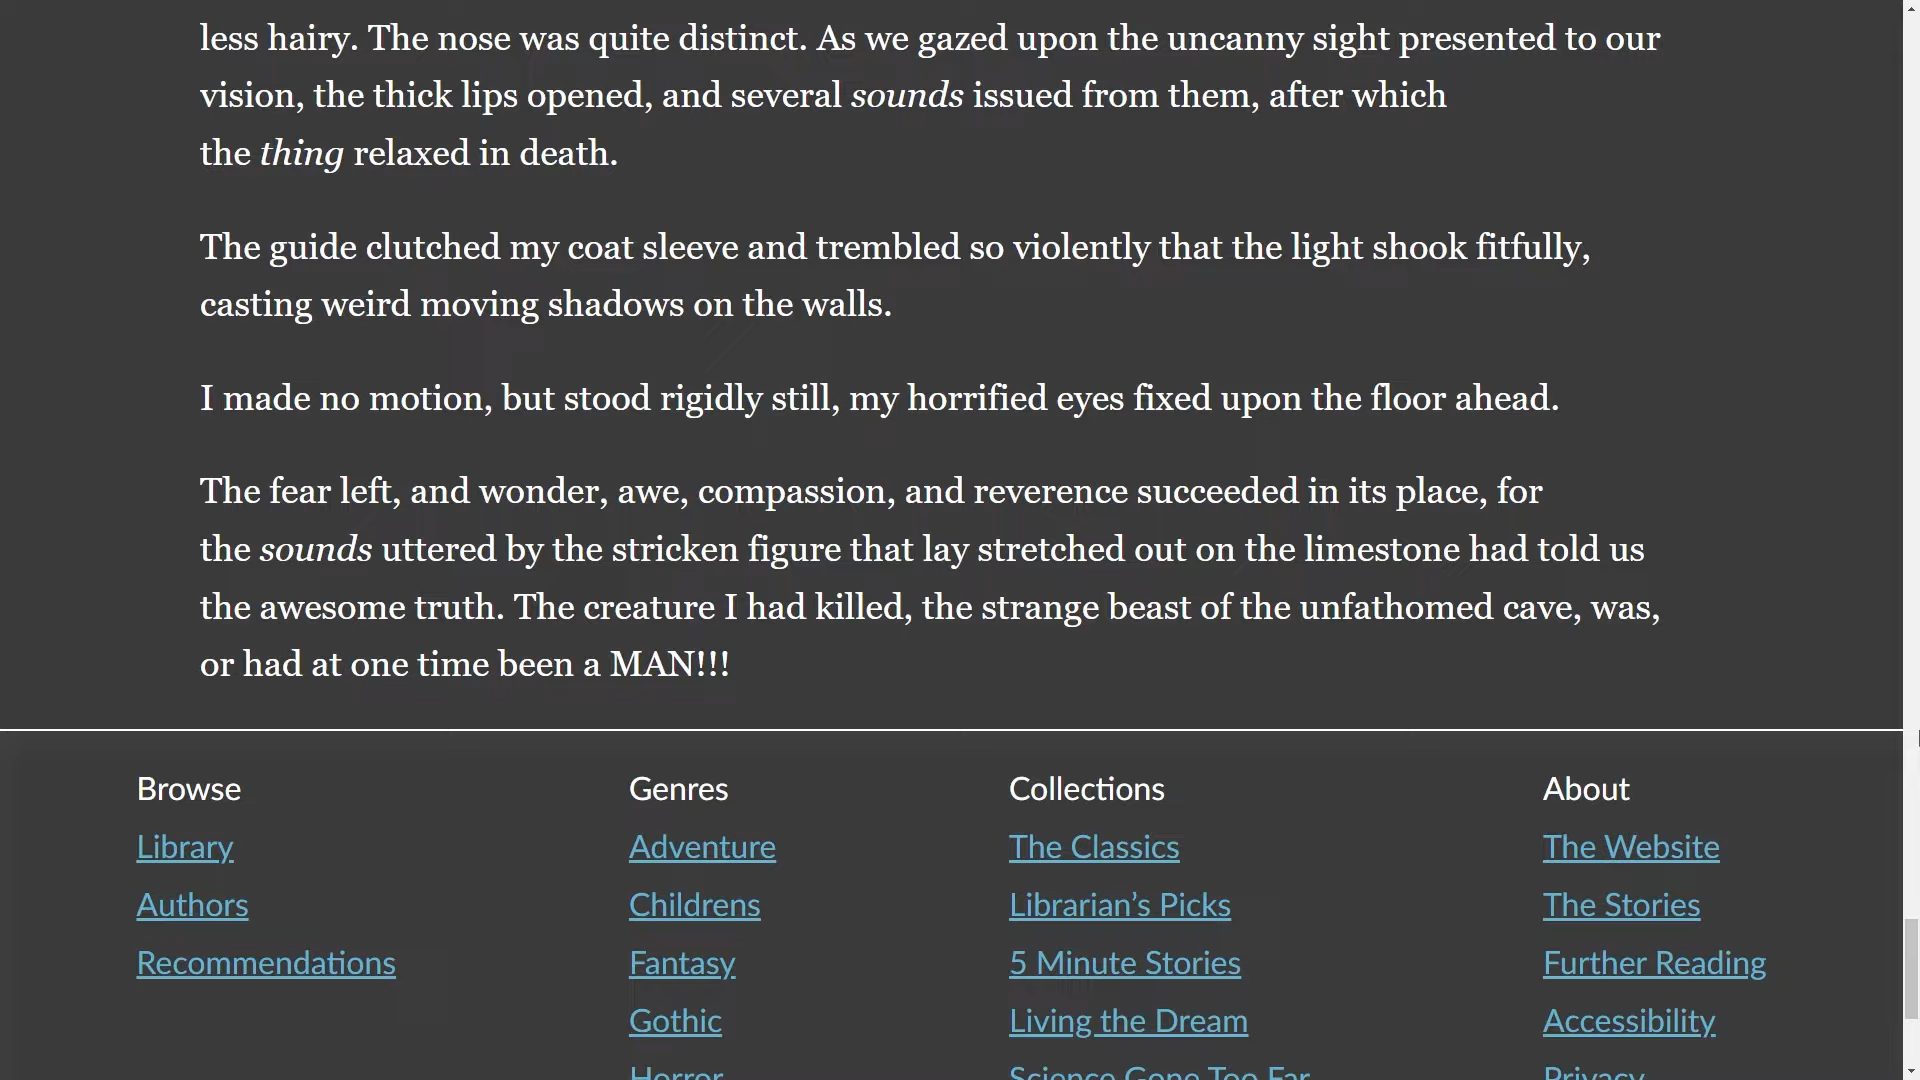 less hairy. The nose was quite distinct. As we gazed upon the uncanny sight presented to our
vision, the thick lips opened, and several sounds issued from them, after which
the thing relaxed in death.
The guide clutched my coat sleeve and trembled so violently that the light shook fitfully,
casting weird moving shadows on the walls.
I made no motion, but stood rigidly still, my horrified eyes fixed upon the floor ahead.
The fear left, and wonder, awe, compassion, and reverence succeeded in its place, for
the sounds uttered by the stricken figure that lay stretched out on the limestone had told us
the awesome truth. The creature I had killed, the strange beast of the unfathomed cave, was,
or had at one time been a MAN!!!
Browse
Library
Authors
Recommendations
Genres
Adventure
Childrens
Fantasy
Gothic
Horror
Collections
The Classics
Librarian’s Picks
5 Minute Stories
Living the Dream
Science Gone Too Far
About
The Website
The Stories
Further Reading
Accessibility
Privacy